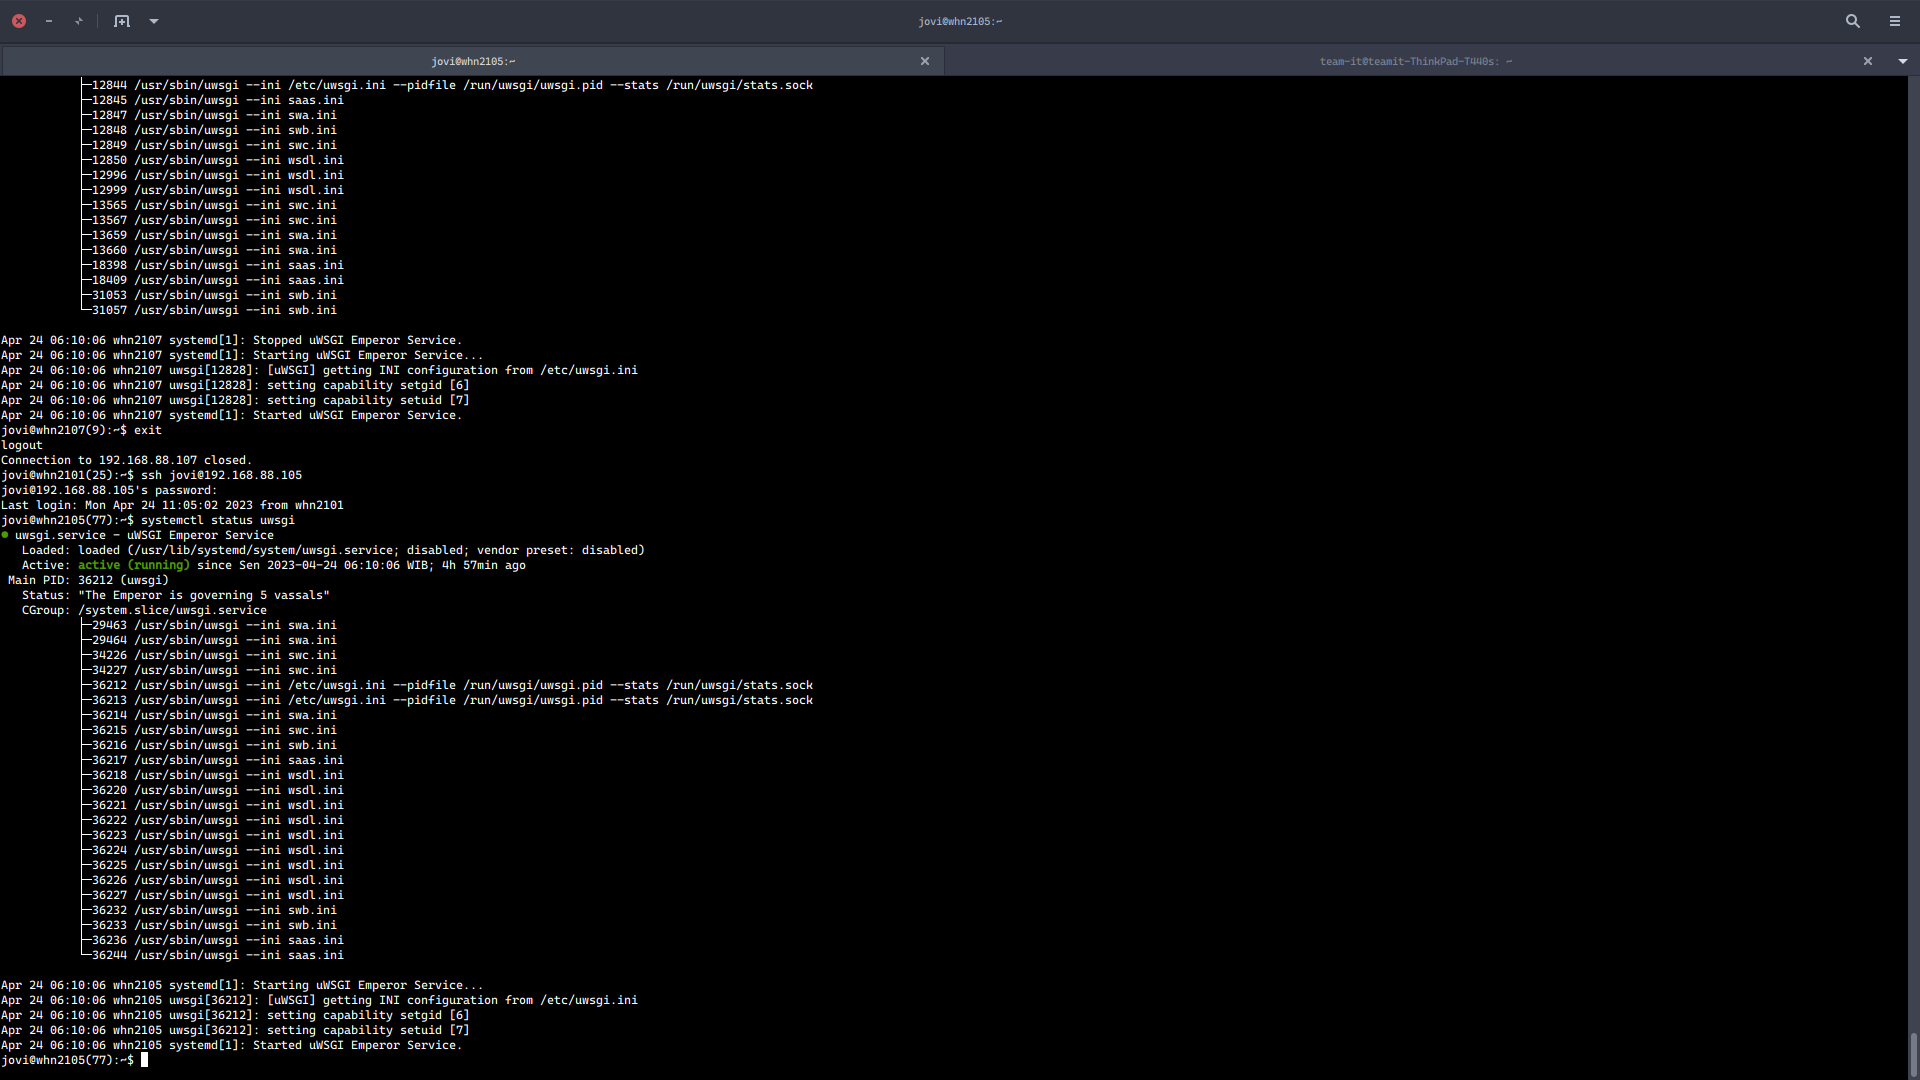 jovi@whn2105:~
jovi@whn2105:~
team-it@teamit-ThinkPad-T440s: ~
├─12844 /usr/sbin/uwsgi --ini /etc/uwsgi.ini --pidfile /run/uwsgi/uwsgi.pid --stats /run/uwsgi/stats.sock
├─12845 /usr/sbin/uwsgi --ini saas.ini
├─12847 /usr/sbin/uwsgi --ini swa.ini
├─12848 /usr/sbin/uwsgi --ini swb.ini
├─12849 /usr/sbin/uwsgi --ini swc.ini
├─12850 /usr/sbin/uwsgi --ini wsdl.ini
├─12996 /usr/sbin/uwsgi --ini wsdl.ini
├─12999 /usr/sbin/uwsgi --ini wsdl.ini
├─13565 /usr/sbin/uwsgi --ini swc.ini
├─13567 /usr/sbin/uwsgi --ini swc.ini
├─13659 /usr/sbin/uwsgi --ini swa.ini
├─13660 /usr/sbin/uwsgi --ini swa.ini
├─18398 /usr/sbin/uwsgi --ini saas.ini
├─18409 /usr/sbin/uwsgi --ini saas.ini
├─31053 /usr/sbin/uwsgi --ini swb.ini
└─31057 /usr/sbin/uwsgi --ini swb.ini
Apr 24 06:10:06 whn2107 systemd[1]: Stopped uWSGI Emperor Service.
Apr 24 06:10:06 whn2107 systemd[1]: Starting uWSGI Emperor Service...
Apr 24 06:10:06 whn2107 uwsgi[12828]: [uWSGI] getting INI configuration from /etc/uwsgi.ini
Apr 24 06:10:06 whn2107 uwsgi[12828]: setting capability setgid [6]
Apr 24 06:10:06 whn2107 uwsgi[12828]: setting capability setuid [7]
Apr 24 06:10:06 whn2107 systemd[1]: Started uWSGI Emperor Service.
jovi@whn2107(9):~$ exit
logout
Connection to 192.168.88.107 closed.
jovi@whn2101(25):~$ ssh jovi@192.168.88.105
jovi@192.168.88.105's password:
Last login: Mon Apr 24 11:05:02 2023 from whn2101
jovi@whn2105(77):~$ systemctl status uwsgi
● uwsgi.service - uWSGI Emperor Service
Loaded: loaded (/usr/lib/systemd/system/uwsgi.service; disabled; vendor preset: disabled)
Active: active (running) since Sen 2023-04-24 06:10:06 WIB; 4h 57min ago
Main PID: 36212 (uwsgi)
Status: "The Emperor is governing 5 vassals"
CGroup: /system.slice/uwsgi.service
├─29463 /usr/sbin/uwsgi --ini swa.ini
├─29464 /usr/sbin/uwsgi --ini swa.ini
├─34226 /usr/sbin/uwsgi --ini swc.ini
├─34227 /usr/sbin/uwsgi --ini swc.ini
├─36212 /usr/sbin/uwsgi --ini /etc/uwsgi.ini --pidfile /run/uwsgi/uwsgi.pid --stats /run/uwsgi/stats.sock
├─36213 /usr/sbin/uwsgi --ini /etc/uwsgi.ini --pidfile /run/uwsgi/uwsgi.pid --stats /run/uwsgi/stats.sock
├─36214 /usr/sbin/uwsgi --ini swa.ini
├─36215 /usr/sbin/uwsgi --ini swc.ini
├─36216 /usr/sbin/uwsgi --ini swb.ini
├─36217 /usr/sbin/uwsgi --ini saas.ini
├─36218 /usr/sbin/uwsgi --ini wsdl.ini
├─36220 /usr/sbin/uwsgi --ini wsdl.ini
├─36221 /usr/sbin/uwsgi --ini wsdl.ini
├─36222 /usr/sbin/uwsgi --ini wsdl.ini
├─36223 /usr/sbin/uwsgi --ini wsdl.ini
├─36224 /usr/sbin/uwsgi --ini wsdl.ini
├─36225 /usr/sbin/uwsgi --ini wsdl.ini
├─36226 /usr/sbin/uwsgi --ini wsdl.ini
├─36227 /usr/sbin/uwsgi --ini wsdl.ini
├─36232 /usr/sbin/uwsgi --ini swb.ini
├─36233 /usr/sbin/uwsgi --ini swb.ini
├─36236 /usr/sbin/uwsgi --ini saas.ini
└─36244 /usr/sbin/uwsgi --ini saas.ini
Apr 24 06:10:06 whn2105 systemd[1]: Starting uWSGI Emperor Service...
Apr 24 06:10:06 whn2105 uwsgi[36212]: [uWSGI] getting INI configuration from /etc/uwsgi.ini
Apr 24 06:10:06 whn2105 uwsgi[36212]: setting capability setgid [6]
Apr 24 06:10:06 whn2105 uwsgi[36212]: setting capability setuid [7]
Apr 24 06:10:06 whn2105 systemd[1]: Started uWSGI Emperor Service.
jovi@whn2105(77):~$